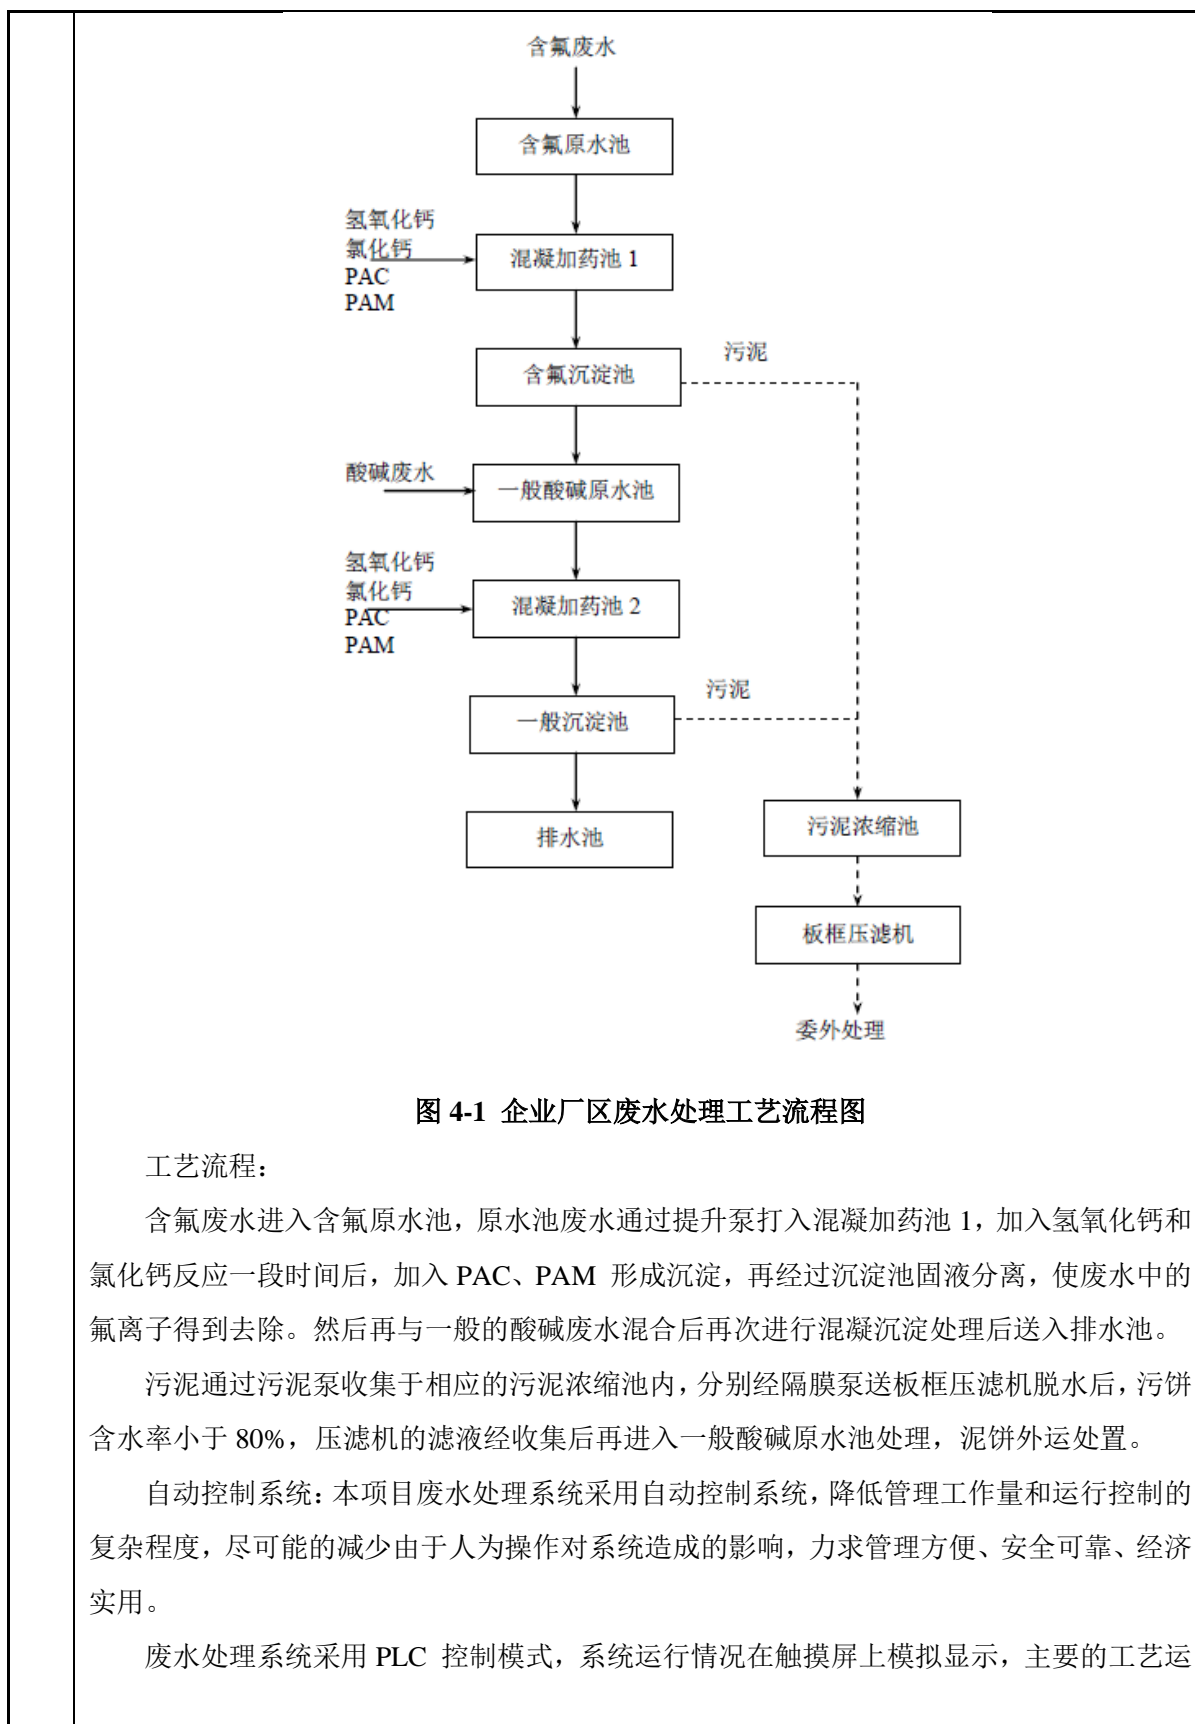 含氟废水
含氟原水池
氢氧化钙
氯化钙
PAC
PAM
混凝加药池 1
含氟沉淀池
污泥
酸碱废水
一般酸碱原水池
氢氧化钙
氯化钙
PAC
PAM
混凝加药池 2
一般沉淀池
污泥
排水池
污泥浓缩池
板框压滤机
委外处理
图 4-1 企业厂区废水处理工艺流程图
工艺流程：
含氟废水进入含氟原水池，原水池废水通过提升泵打入混凝加药池 1，加入氢氧化钙和
氯化钙反应一段时间后，加入 PAC、PAM 形成沉淀，再经过沉淀池固液分离，使废水中的
氟离子得到去除。然后再与一般的酸碱废水混合后再次进行混凝沉淀处理后送入排水池。
污泥通过污泥泵收集于相应的污泥浓缩池内，分别经隔膜泵送板框压滤机脱水后，污饼
含水率小于 80%，压滤机的滤液经收集后再进入一般酸碱原水池处理，泥饼外运处置。
自动控制系统：本项目废水处理系统采用自动控制系统，降低管理工作量和运行控制的
复杂程度，尽可能的减少由于人为操作对系统造成的影响，力求管理方便、安全可靠、经济
实用。
废水处理系统采用 PLC 控制模式，系统运行情况在触摸屏上模拟显示，主要的工艺运